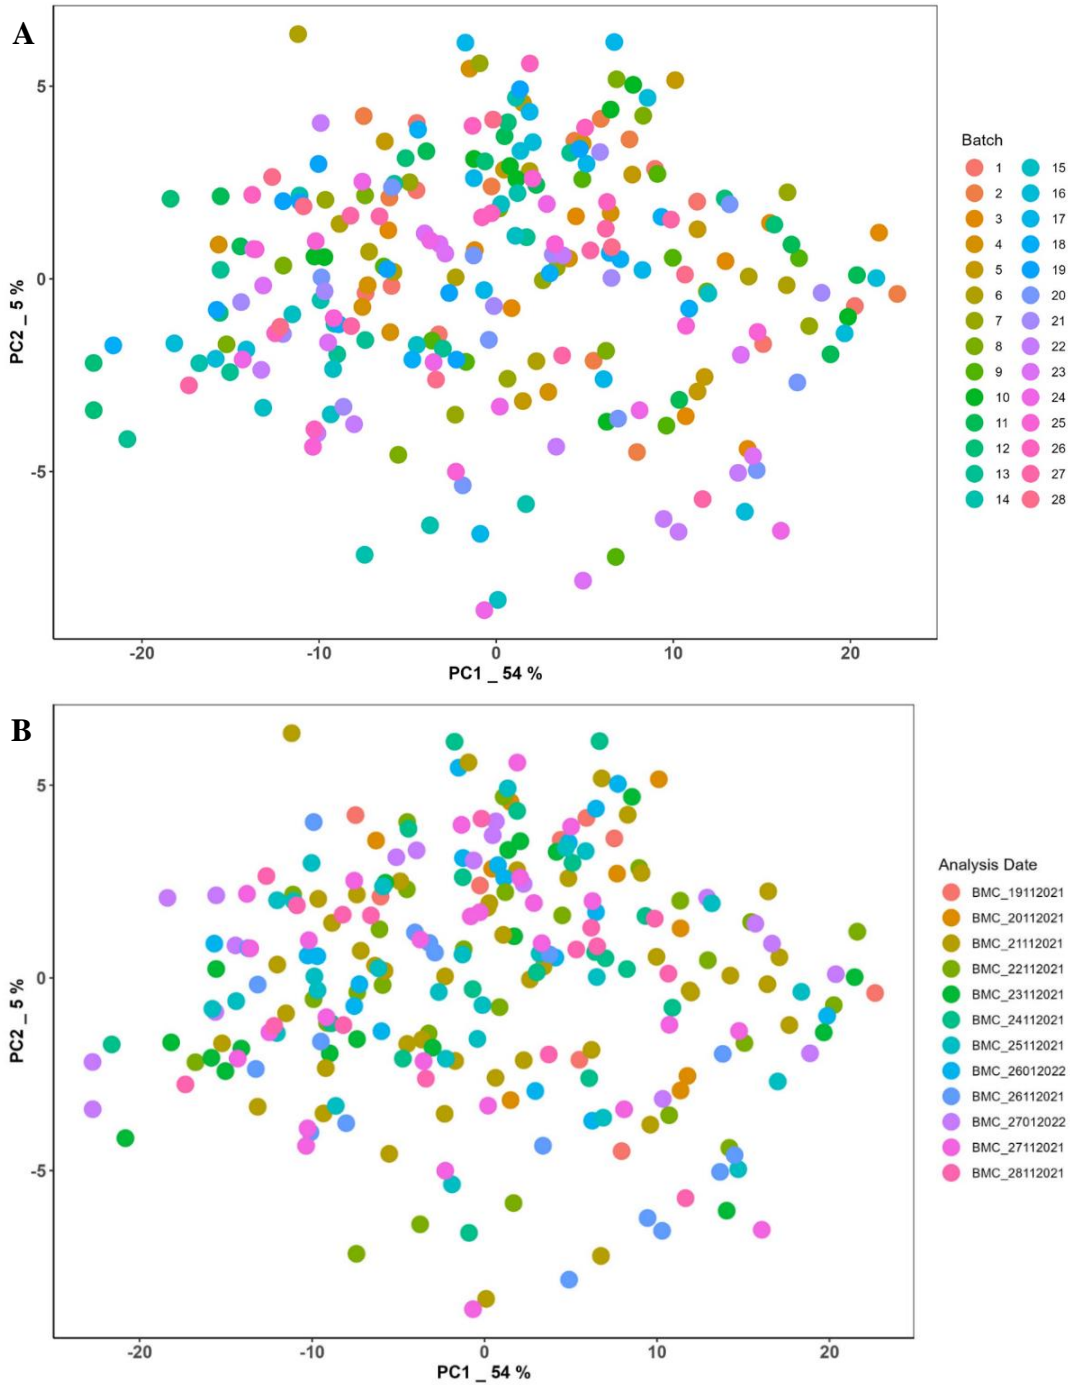 A
5
0
-5
PC2 _ 5 %
-20 -10 0 10 20
PC1 _ 54 %
Batch
1 15
2 16
3 17
4 18
5 19
6 20
7 21
8 22
9 23
10 24
11 25
12 26
13 27
14 28
B
5
0
-5
PC2 _ 5 %
-20 -10 0 10 20
PC1 _ 54 %
Analysis Date
BMC_19112021
BMC_20112021
BMC_21112021
BMC_22112021
BMC_23112021
BMC_24112021
BMC_25112021
BMC_26012022
BMC_26112021
BMC_27012022
BMC_27112021
BMC_28112021